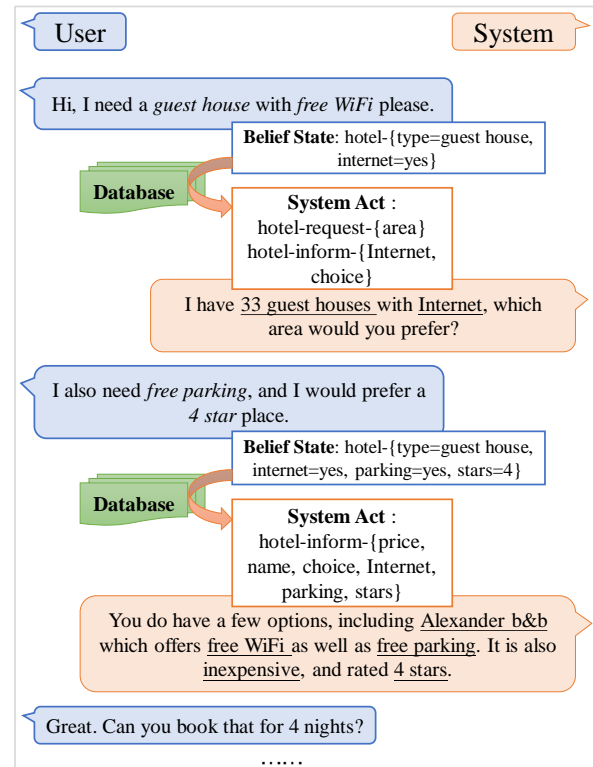 User
System
Hi, I need a guest house with free WiFi please.
Belief State: hotel-{type=guest house,
internet=yes}
Database
System Act :
hotel-request-{area}
hotel-inform-{Internet,
choice}
I have 33 guest houses with Internet, which
area would you prefer?
I also need free parking, and I would prefer a
4 star place.
Belief State: hotel-{type=guest house,
internet=yes, parking=yes, stars=4}
Database
System Act :
hotel-inform-{price,
name, choice, Internet,
parking, stars}
You do have a few options, including Alexander b&b
which offers free WiFi as well as free parking. It is also
inexpensive, and rated 4 stars.
Great. Can you book that for 4 nights?
……